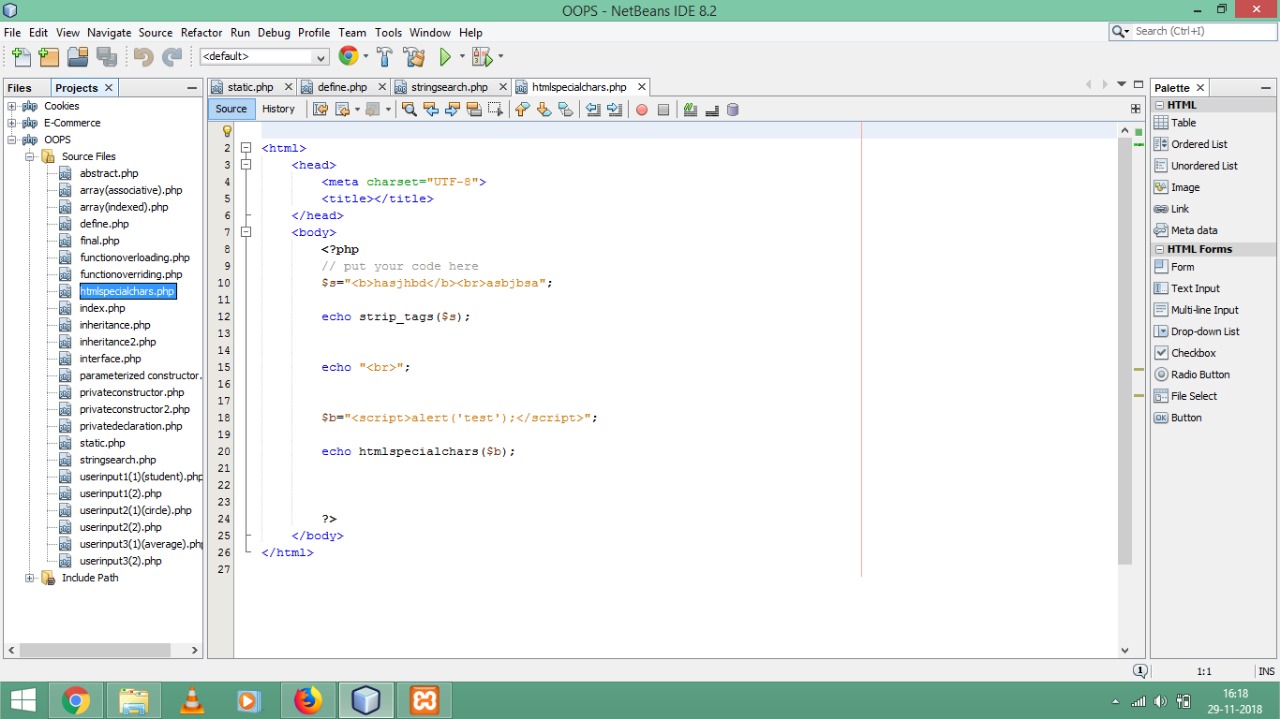 OOPS - NetBeans IDE 8.2
File Edit View Navigate Source Refactor Run Debug Profile Team Tools Window Help
Search (Ctrl+I)
<default>
Files Projects
static.php define.php stringsearch.php htmlspecialchars.php
Palette
Cookies
E-Commerce
OOPS
Source Files
abstract.php
array(associative).php
array(indexed).php
define.php
final.php
functionoverloading.php
functionoverriding.php
htmlspecialchars.php
index.php
inheritance.php
inheritance2.php
interface.php
parameterized constructor.
privateconstructor.php
privateconstructor2.php
privatedeclaration.php
static.php
stringsearch.php
userinput1(1)(student).php
userinput1(2).php
userinput2(1)(circle).php
userinput2(2).php
userinput3(1)(average).php
userinput3(2).php
Include Path
Source History
2 <html>
3 <head>
4 <meta charset="UTF-8">
5 <title></title>
6 </head>
7 <body>
8 <?php
9 // put your code here
10 $s="<b>hasjhbd</b><br>asbjbsa";
11
12 echo strip_tags($s);
13
14
15 echo "<br>";
16
17
18 $b="<script>alert('test');</script>";
19
20 echo htmlspecialchars($b);
21
22
23
24 ?>
25 </body>
26 </html>
27
HTML
Table
Ordered List
Unordered List
Image
Link
Meta data
HTML Forms
Form
Text Input
Multi-line Input
Drop-down List
Checkbox
Radio Button
File Select
Button
1:1 INS
16:18
29-11-2018